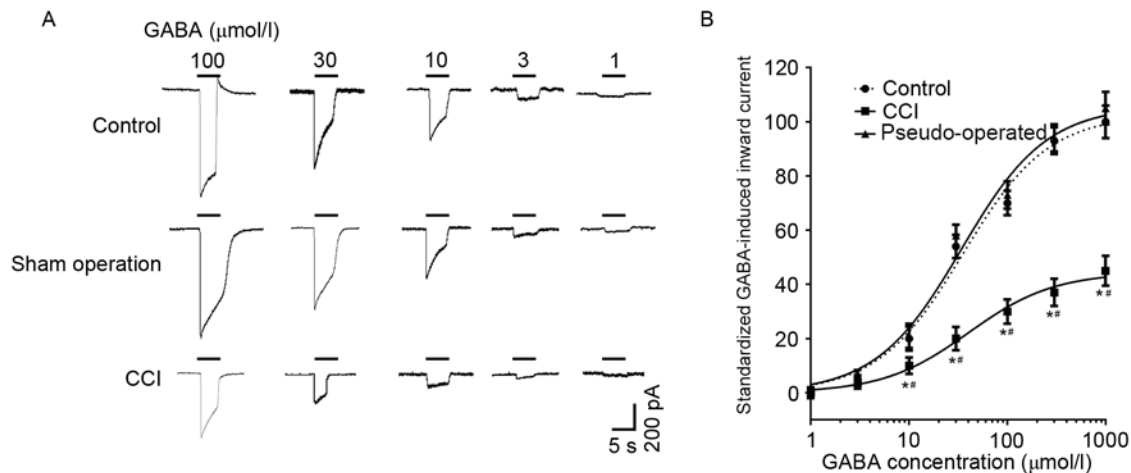 A
GABA (μmol/l)
100 30 10 3 1
Control
Sham operation
CCI
5 s
200 pA
B
Standardized GABA-induced inward current
120
100
80
60
40
20
0
Control
CCI
Pseudo-operated
*#
*#
*#
*#
*#
1 10 100 1000
GABA concentration (μmol/l)